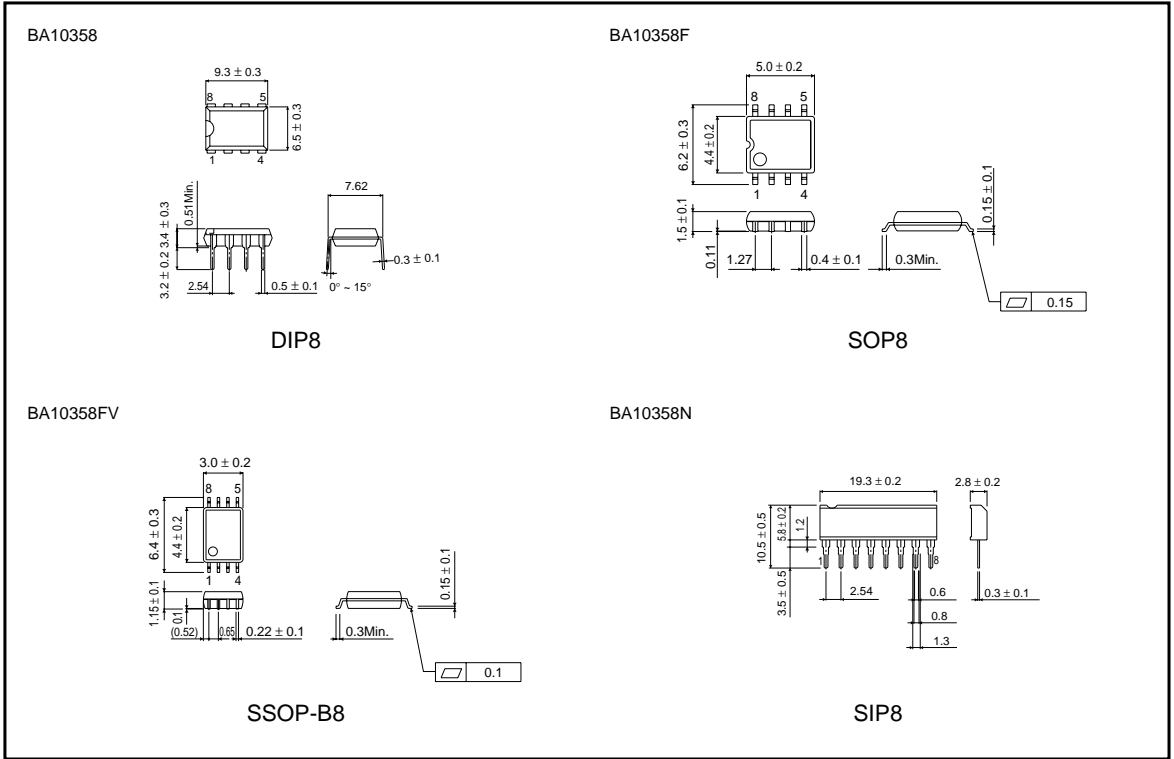 BA10358
9.3 ± 0.3
8
5
6.5 ± 0.3
1
4
0.51Min.
3.2 ± 0.2
3.4 ± 0.3
7.62
2.54
0.5 ± 0.1
0.3 ± 0.1
0° ~ 15°
DIP8
BA10358F
5.0 ± 0.2
8
5
6.2 ± 0.3
4.4 ± 0.2
1
4
1.5 ± 0.1
0.11
1.27
0.4 ± 0.1
0.3Min.
0.15 ± 0.1
0.15
SOP8
BA10358FV
3.0 ± 0.2
8
5
6.4 ± 0.3
4.4 ± 0.2
1
4
1.15 ± 0.1
0.1
(0.52)
0.65
0.22 ± 0.1
0.3Min.
0.15 ± 0.1
0.1
SSOP-B8
BA10358N
19.3 ± 0.2
2.8 ± 0.2
10.5 ± 0.5
5.8 ± 0.2
1.2
1
8
3.5 ± 0.5
2.54
0.6
0.8
1.3
0.3 ± 0.1
SIP8